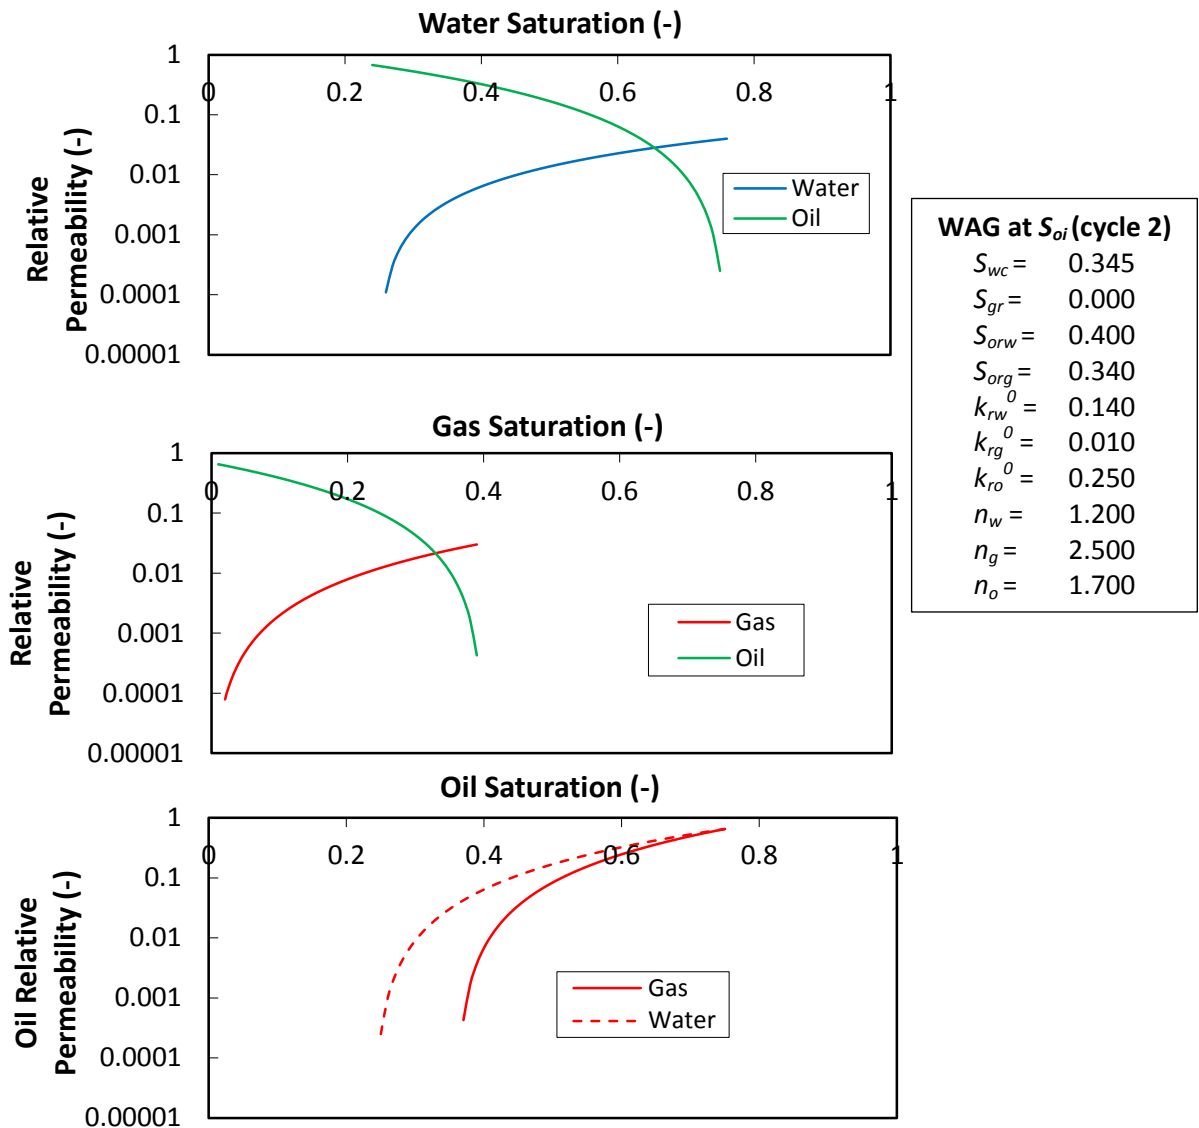 Water Saturation (-)
1
0 0.2 0.4 0.6 0.8 1
0.1
0.01
0.001
0.0001
0.00001
Relative
Permeability (-)
Water
Oil
Gas Saturation (-)
1
0 0.2 0.4 0.6 0.8 1
0.1
0.01
0.001
0.0001
0.00001
Relative
Permeability (-)
Gas
Oil
Oil Saturation (-)
1
0 0.2 0.4 0.6 0.8 1
0.1
0.01
0.001
0.0001
0.00001
Oil Relative
Permeability (-)
Gas
Water
WAG at Soi (cycle 2)
Swc = 0.345
Sgr = 0.000
Sorw = 0.400
Sorg = 0.340
krw0 = 0.140
krg0 = 0.010
kro0 = 0.250
nw = 1.200
ng = 2.500
no = 1.700